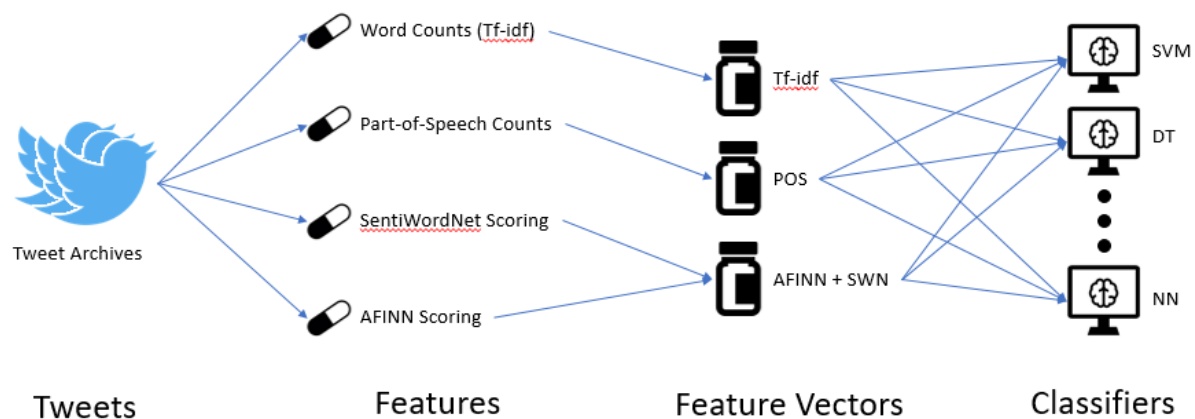 Word Counts (Tf-idf)
Part-of-Speech Counts
SentiWordNet Scoring
AFINN Scoring
Tweet Archives
Tf-idf
POS
AFINN + SWN
SVM
DT
NN
Tweets
Features
Feature Vectors
Classifiers